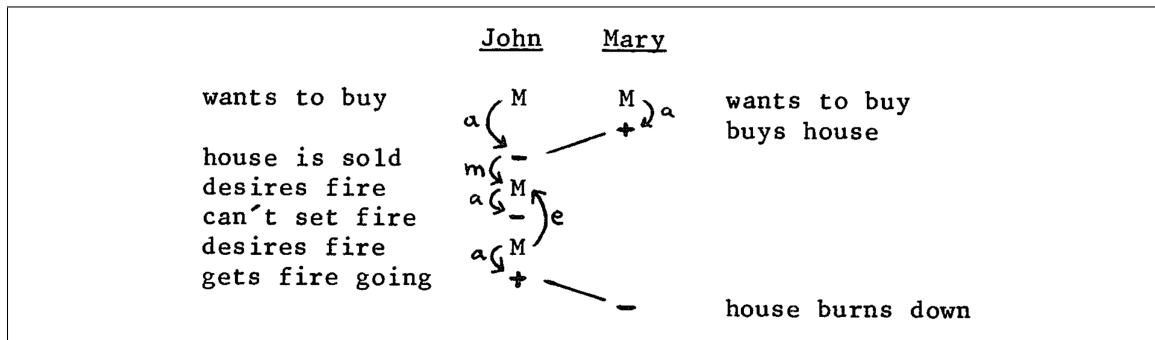 John Mary
wants to buy M M wants to buy
a a
+ buys house
house is sold -
m
desires fire M
a
can't set fire - e
desires fire M
a
gets fire going +
- house burns down